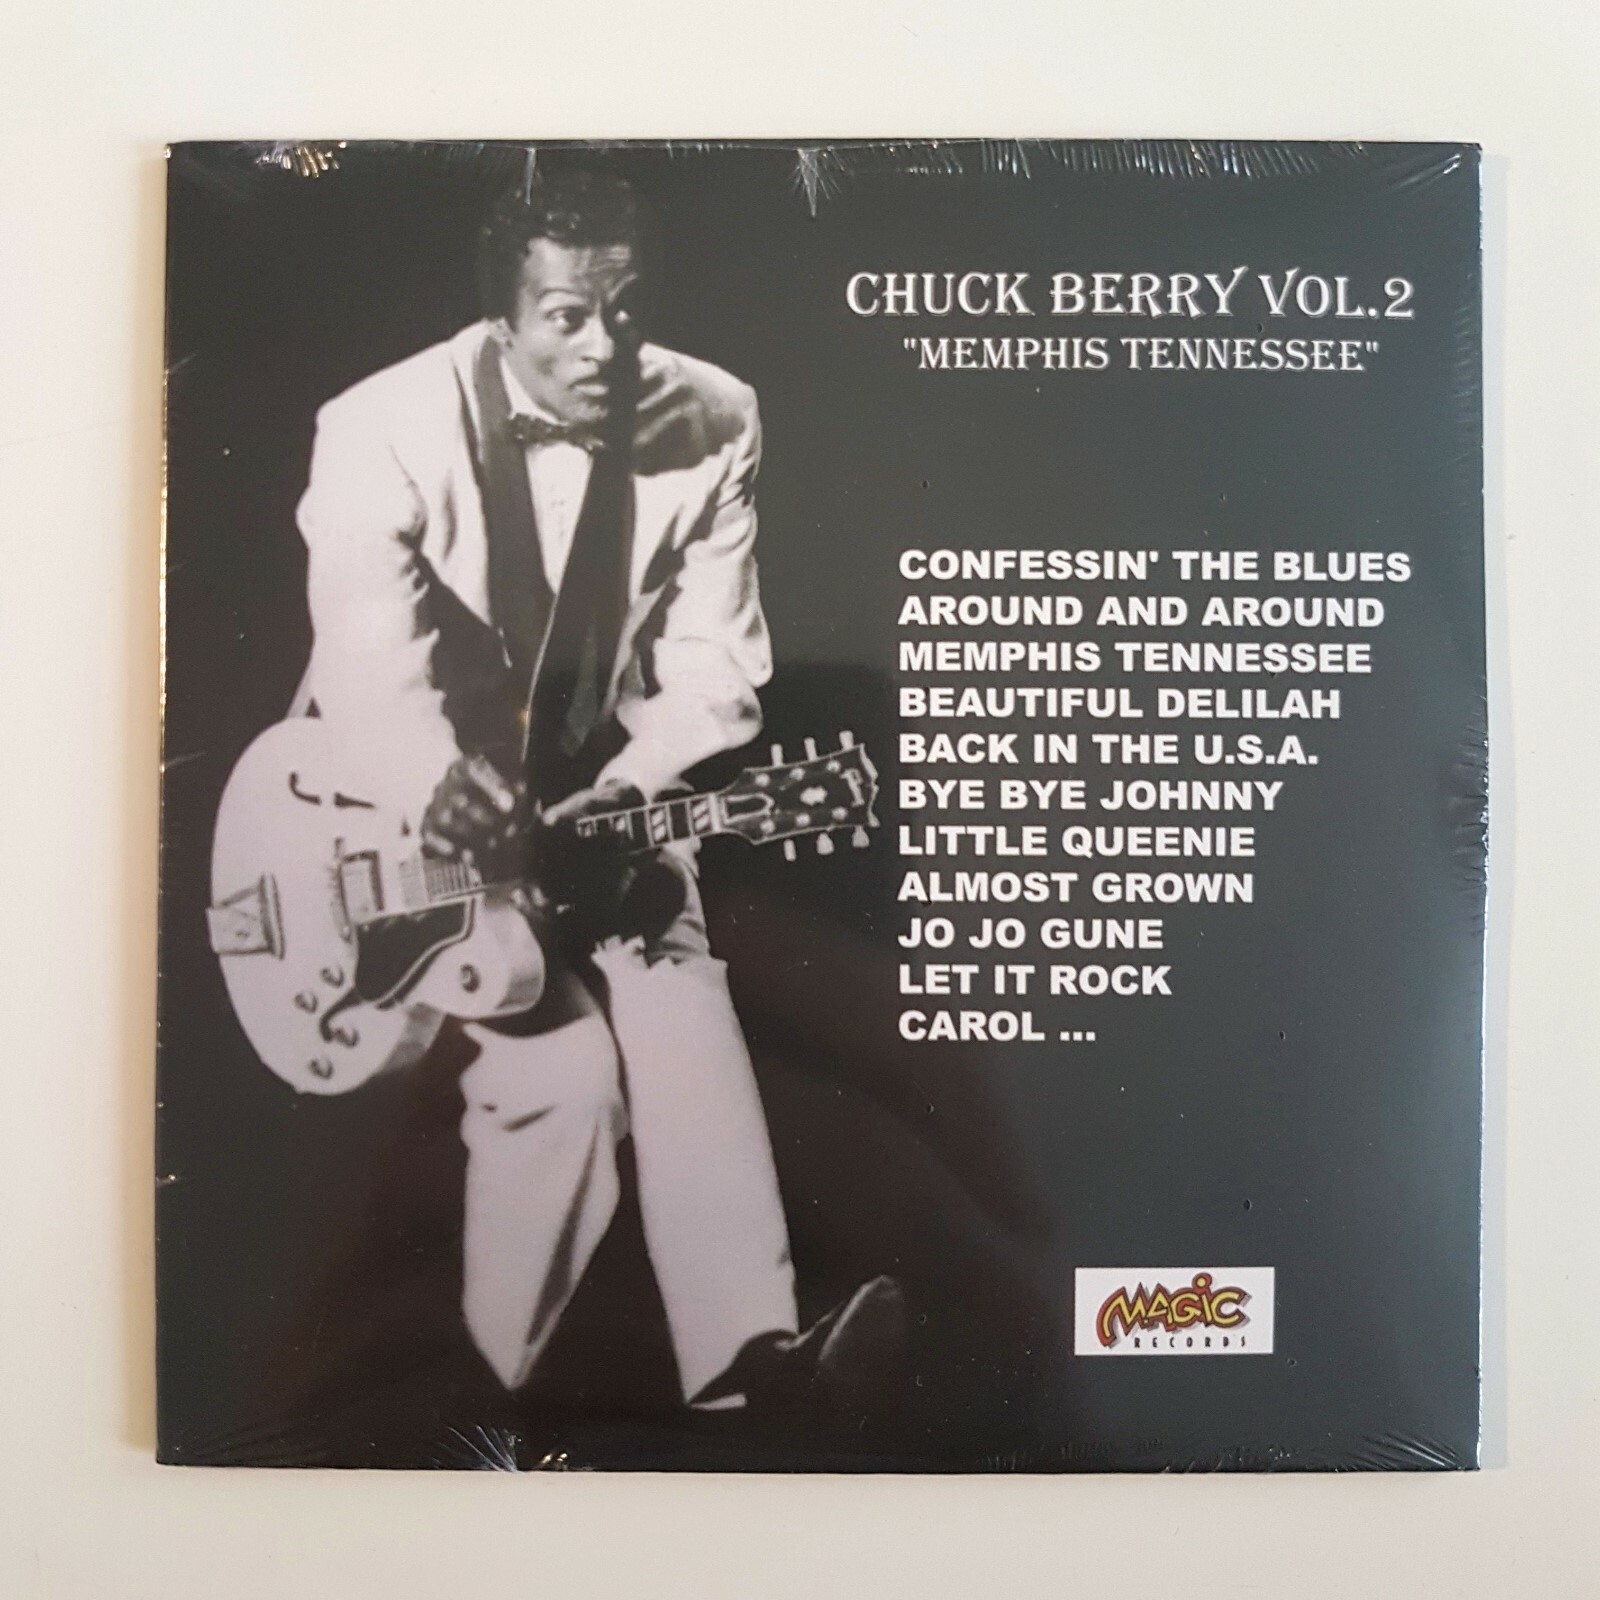 CHUCK BERRY VOL.2
"MEMPHIS TENNESSEE"
CONFESSIN' THE BLUES
AROUND AND AROUND
MEMPHIS TENNESSEE
BEAUTIFUL DELILAH
BACK IN THE U.S.A.
BYE BYE JOHNNY
LITTLE QUEENIE
ALMOST GROWN
JO JO GUNE
LET IT ROCK
CAROL ...
MAGIC
RECORDS